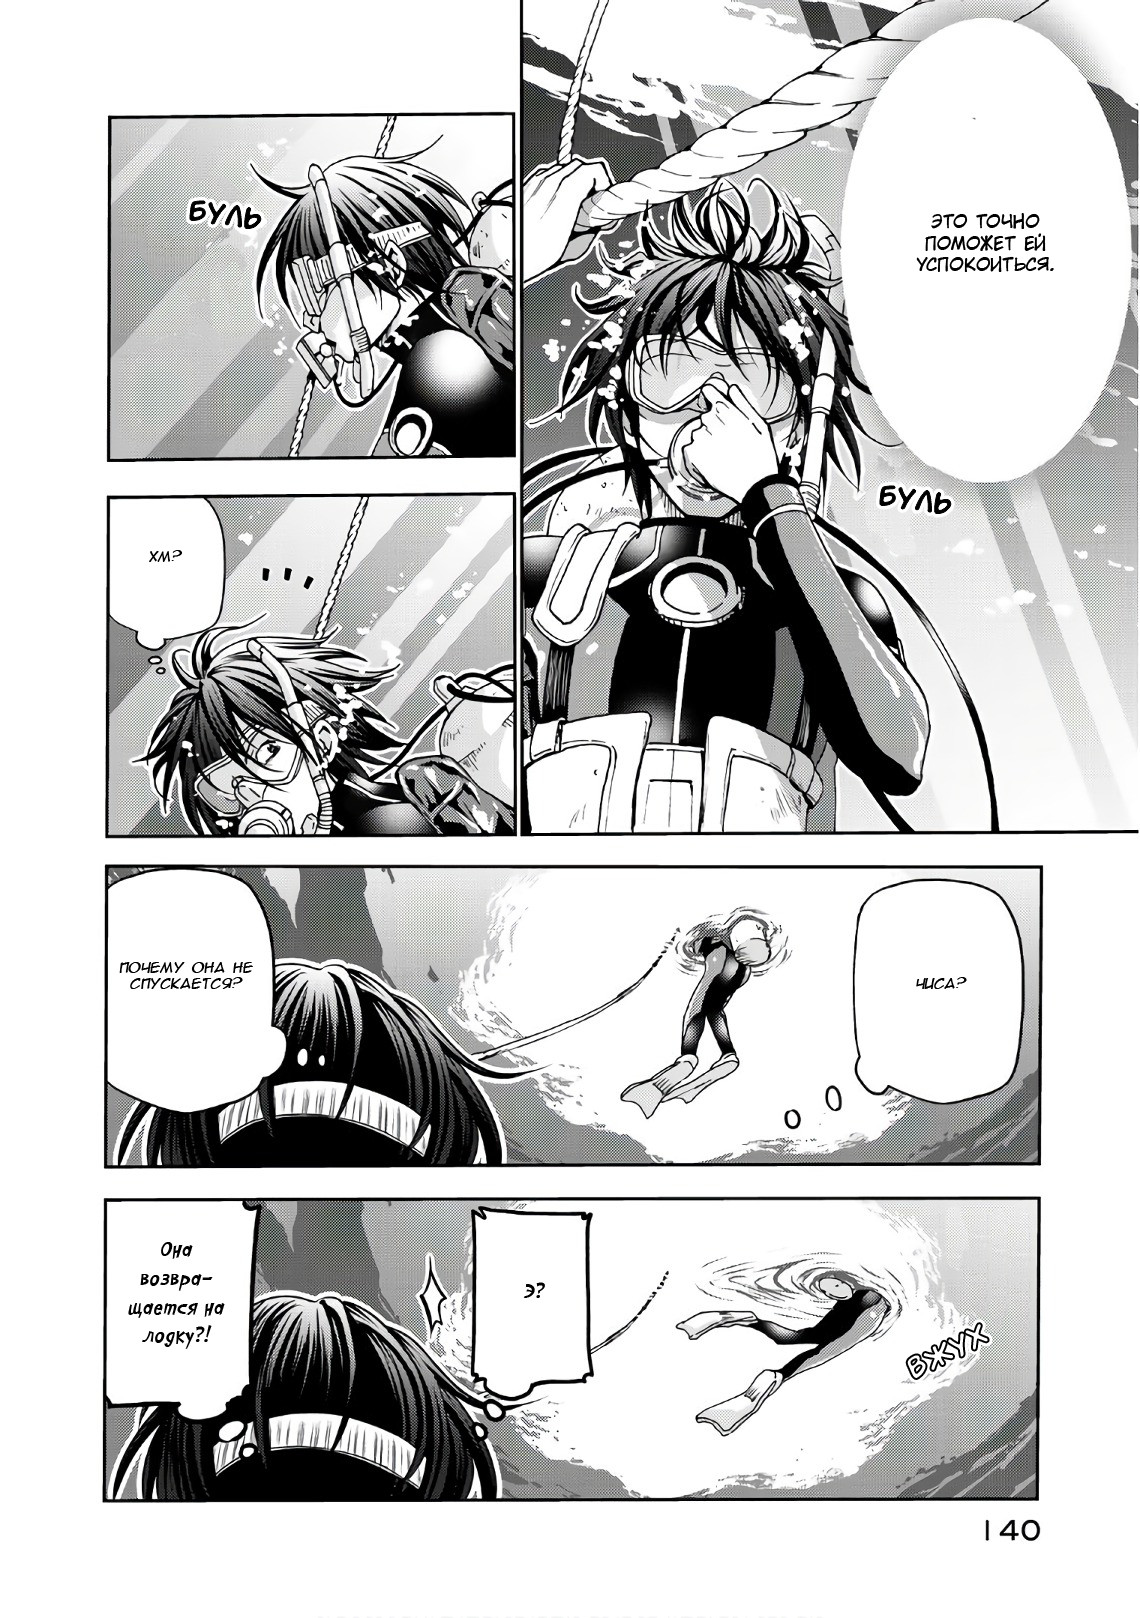 ЭТО ТОЧНО
ПОМОЖЕТ ЕЙ
УСПОКОИТЬСЯ.
БУЛЬ
БУЛЬ
ХМ?
ЧИСА?
ПОЧЕМУ ОНА НЕ
СПУСКАЕТСЯ?
ВЖУХ
Э?
Она
возвра-
щается на
лодку?!
140